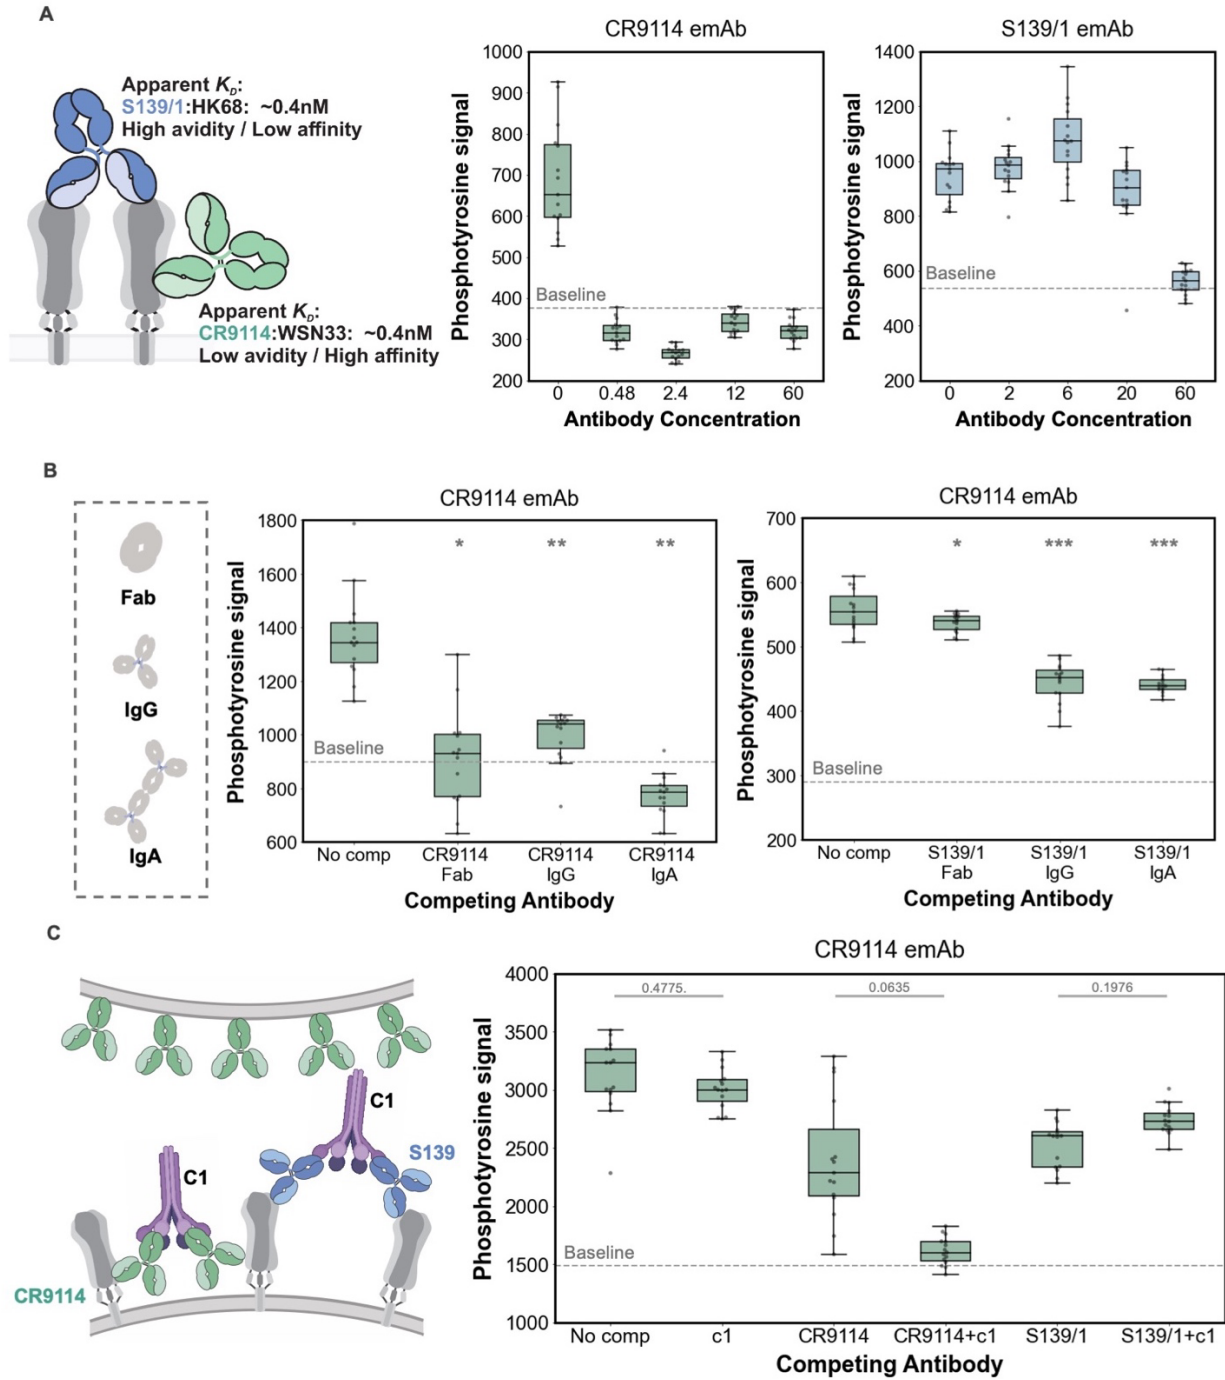 A
Apparent K_D:
S139/1:HK68: ~0.4nM
High avidity / Low affinity
Apparent K_D:
CR9114:WSN33: ~0.4nM
Low avidity / High affinity
CR9114 emAb
Phosphotyrosine signal
1000
900
800
700
600
500
400
300
200
Baseline
0 0.48 2.4 12 60
Antibody Concentration
S139/1 emAb
Phosphotyrosine signal
1400
1200
1000
800
600
400
200
Baseline
0 2 6 20 60
Antibody Concentration
B
Fab
IgG
IgA
CR9114 emAb
Phosphotyrosine signal
1800
1600
1400
1200
1000
800
600
* ** **
Baseline
No comp CR9114 CR9114 CR9114
Fab IgG IgA
Competing Antibody
CR9114 emAb
Phosphotyrosine signal
700
600
500
400
300
200
* *** ***
Baseline
No comp S139/1 S139/1 S139/1
Fab IgG IgA
Competing Antibody
C
C1
S139
C1
CR9114
CR9114 emAb
Phosphotyrosine signal
4000
3500
3000
2500
2000
1500
1000
0.4775. 0.0635 0.1976
Baseline
No comp c1 CR9114 CR9114+c1 S139/1 S139/1+c1
Competing Antibody